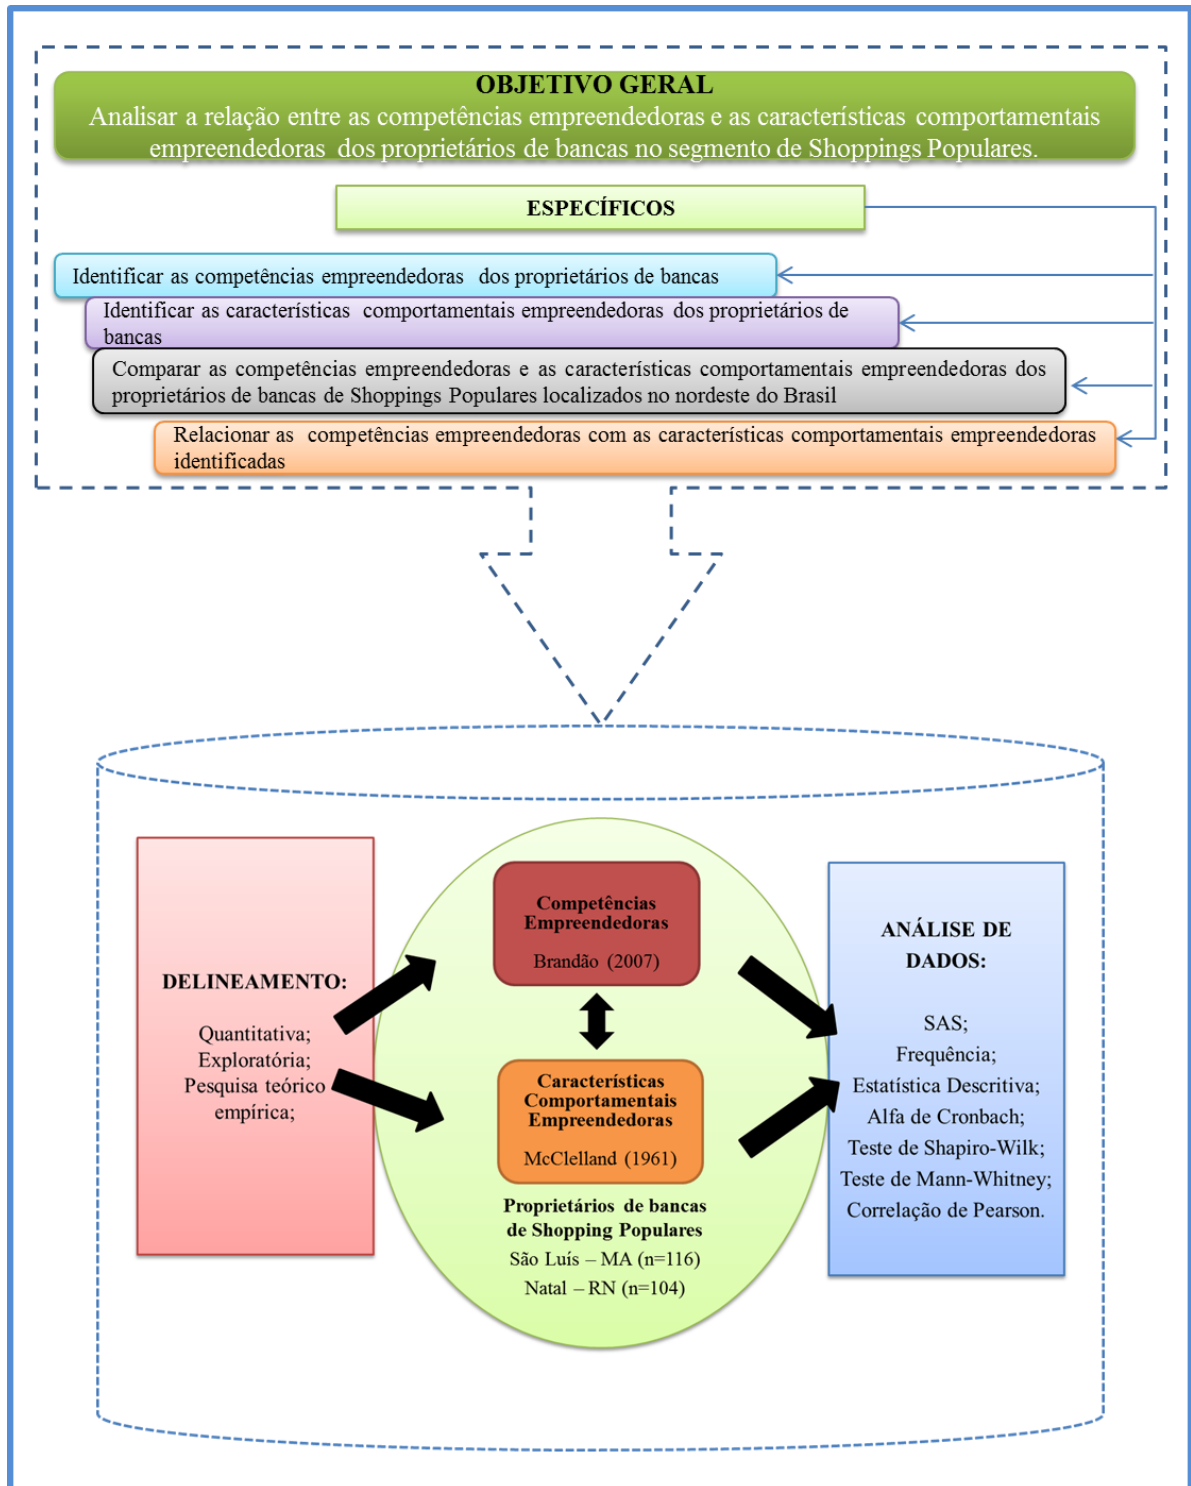 OBJETIVO GERAL
Analisar a relação entre as competências empreendedoras e as características comportamentais
empreendedoras dos proprietários de bancas no segmento de Shoppings Populares.
ESPECÍFICOS
Identificar as competências empreendedoras dos proprietários de bancas
Identificar as características comportamentais empreendedoras dos proprietários de
bancas
Comparar as competências empreendedoras e as características comportamentais empreendedoras dos
proprietários de bancas de Shoppings Populares localizados no nordeste do Brasil
Relacionar as competências empreendedoras com as características comportamentais empreendedoras
identificadas
DELINEAMENTO:
Quantitativa;
Exploratória;
Pesquisa teórico
empírica;
Competências
Empreendedoras
Brandão (2007)
Características
Comportamentais
Empreendedoras
McClelland (1961)
Proprietários de bancas
de Shopping Populares
São Luís – MA (n=116)
Natal – RN (n=104)
ANÁLISE DE
DADOS:
SAS;
Frequência;
Estatística Descritiva;
Alfa de Cronbach;
Teste de Shapiro-Wilk;
Teste de Mann-Whitney;
Correlação de Pearson.